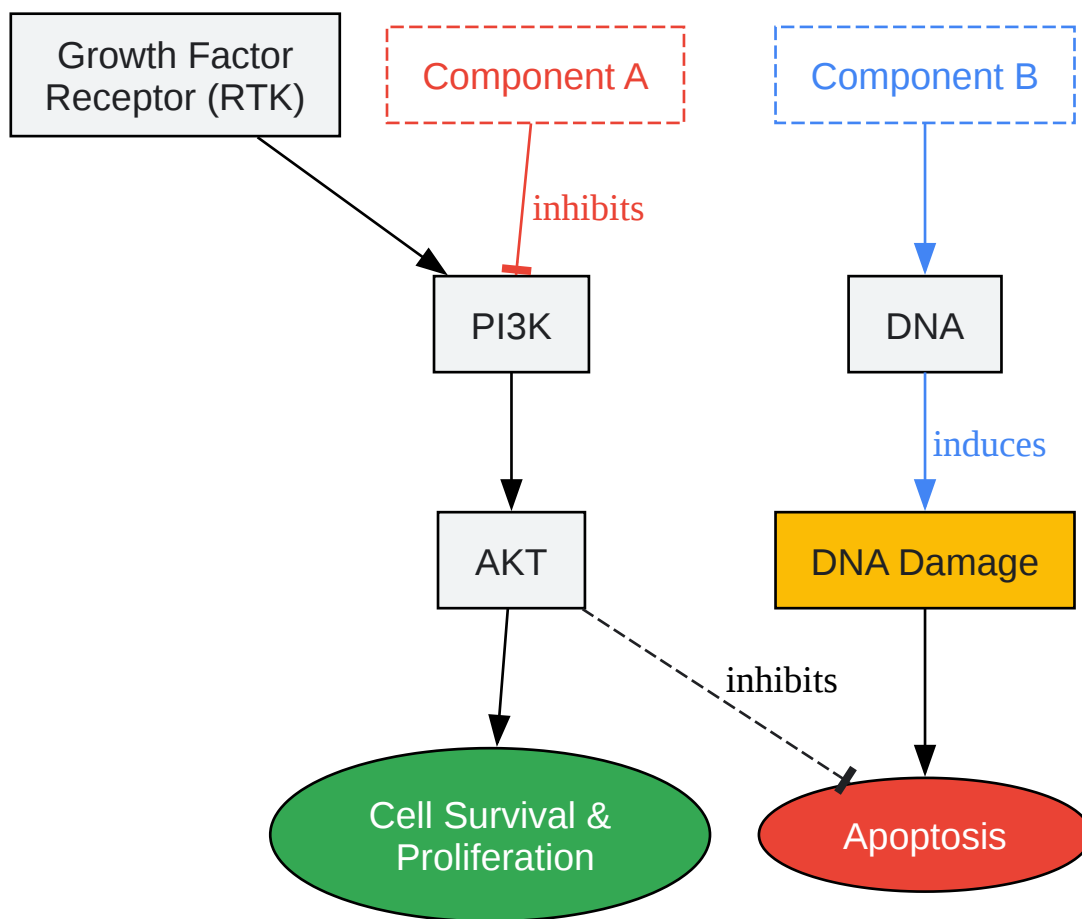 Growth Factor
Receptor (RTK)
Component A
Component B
inhibits
PI3K
DNA
induces
AKT
DNA Damage
inhibits
Cell Survival &
Proliferation
Apoptosis